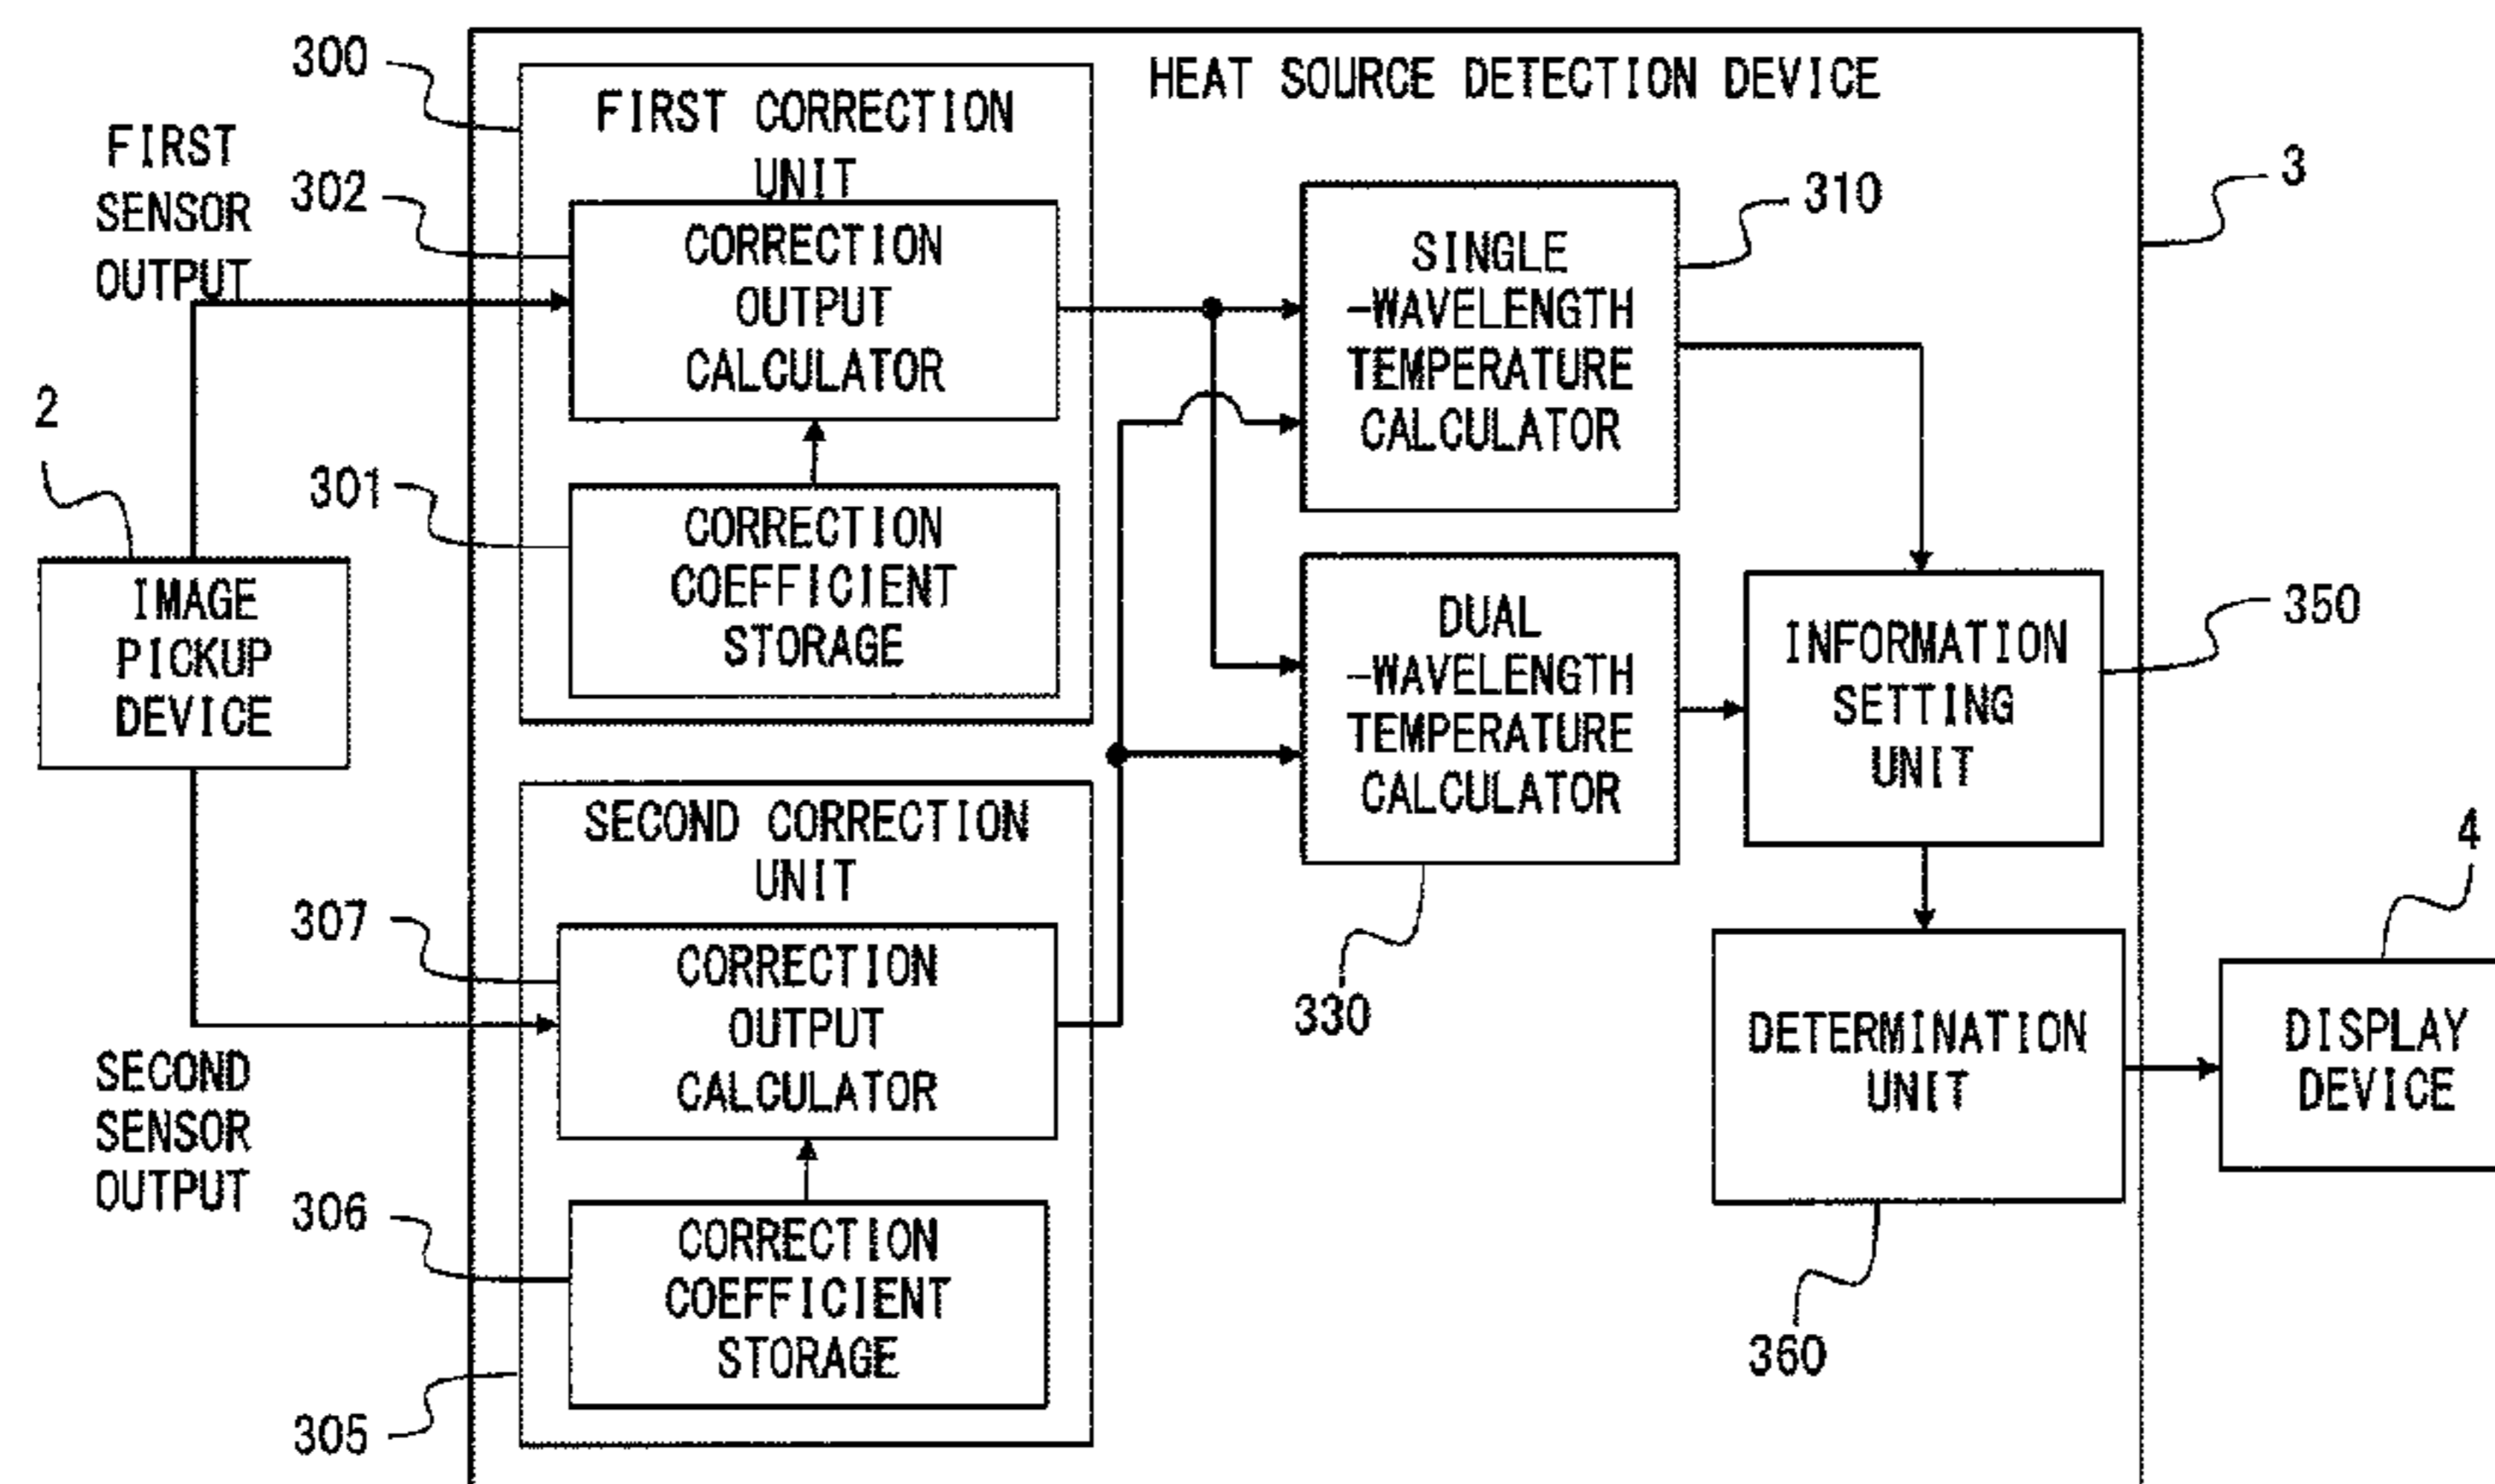 300
HEAT SOURCE DETECTION DEVICE
FIRST CORRECTION
UNIT
FIRST
SENSOR
OUTPUT
302
CORRECTION
OUTPUT
CALCULATOR
301
CORRECTION
COEFFICIENT
STORAGE
2
IMAGE
PICKUP
DEVICE
SINGLE
-WAVELENGTH
TEMPERATURE
CALCULATOR
310
3
DUAL
-WAVELENGTH
TEMPERATURE
CALCULATOR
330
INFORMATION
SETTING
UNIT
350
SECOND CORRECTION
UNIT
307
CORRECTION
OUTPUT
CALCULATOR
SECOND
SENSOR
OUTPUT
306
CORRECTION
COEFFICIENT
STORAGE
305
DETERMINATION
UNIT
360
4
DISPLAY
DEVICE